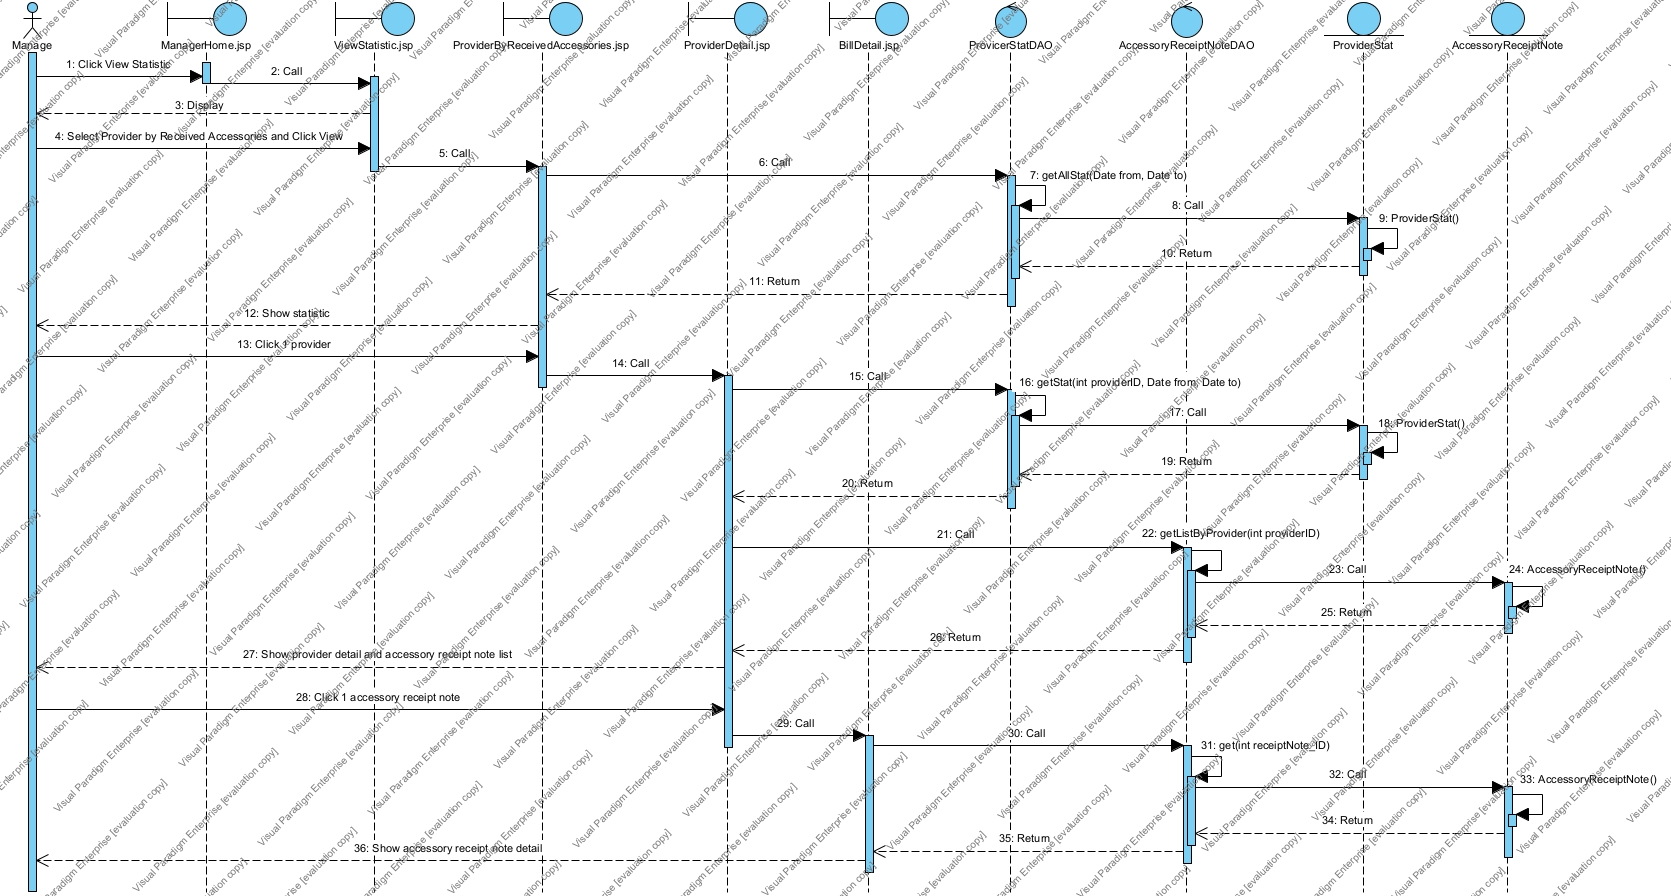 Manage
ManagerHome.jsp
ViewStatistic.jsp
ProviderByReceivedAccessories.jsp
ProviderDetail.jsp
BillDetail.jsp
ProvicerStatDAO
AccessoryReceiptNoteDAO
ProviderStat
AccessoryReceiptNote
1: Click View Statistic
2: Call
3: Display
4: Select Provider by Received Accessories and Click View
5: Call
6: Call
7: getAllStat(Date from, Date to)
8: Call
9: ProviderStat()
10: Return
11: Return
12: Show statistic
13: Click 1 provider
14: Call
15: Call
16: getStat(int providerID, Date from, Date to)
17: Call
18: ProviderStat()
19: Return
20: Return
21: Call
22: getListByProvider(int providerID)
23: Call
24: AccessoryReceiptNote()
25: Return
26: Return
27: Show provider detail and accessory receipt note list
28: Click 1 accessory receipt note
29: Call
30: Call
31: get(int receiptNote_ID)
32: Call
33: AccessoryReceiptNote()
34: Return
35: Return
36: Show accessory receipt note detail
Visual Paradigm Enterprise [evaluation copy]